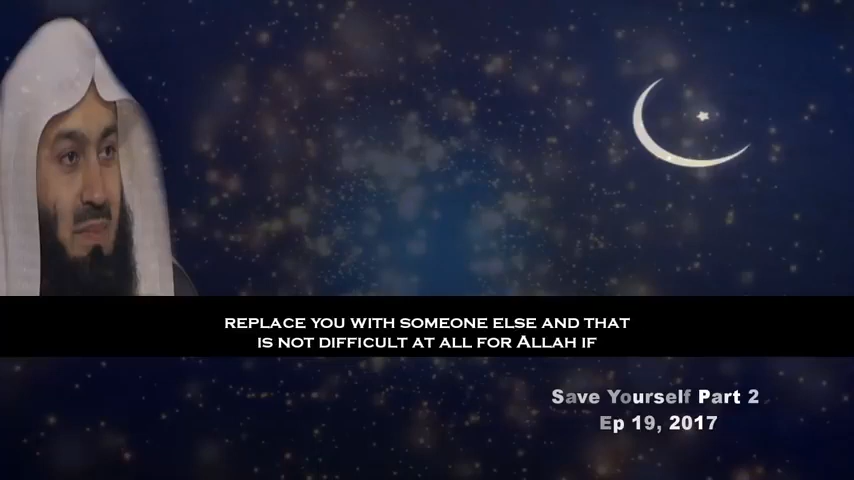 REPLACE YOU WITH SOMEONE ELSE AND THAT
IS NOT DIFFICULT AT ALL FOR ALLAH IF
Save Yourself Part 2
Ep 19, 2017